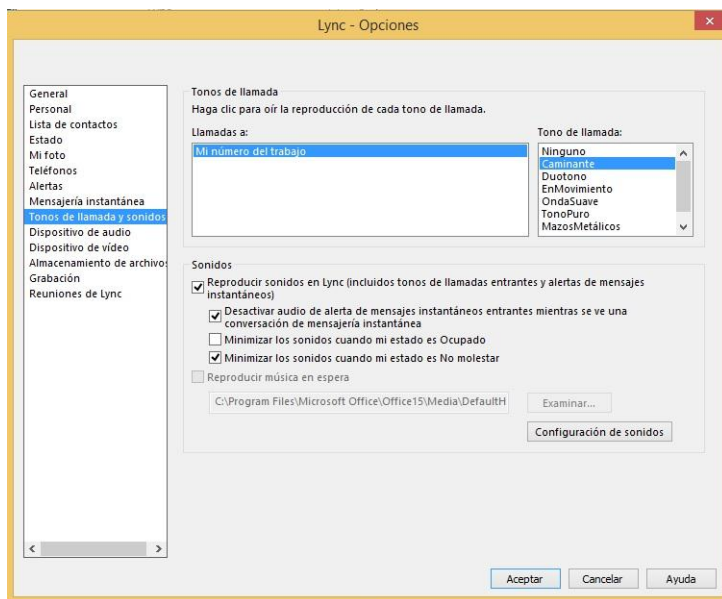 Lync - Opciones
General
Personal
Lista de contactos
Estado
Mi foto
Teléfonos
Alertas
Mensajería instantánea
Tonos de llamada y sonidos
Dispositivo de audio
Dispositivo de vídeo
Almacenamiento de archivos
Grabación
Reuniones de Lync
Tonos de llamada
Haga clic para oír la reproducción de cada tono de llamada.
Llamadas a:
Mi número del trabajo
Tono de llamada:
Ninguno
Caminante
Duotono
EnMovimiento
OndaSuave
TonoPuro
MazosMetálicos
Sonidos
Reproducir sonidos en Lync (incluidos tonos de llamadas entrantes y alertas de mensajes
instantáneos)
Desactivar audio de alerta de mensajes instantáneos entrantes mientras se ve una
conversación de mensajería instantánea
Minimizar los sonidos cuando mi estado es Ocupado
Minimizar los sonidos cuando mi estado es No molestar
Reproducir música en espera
C:\Program Files\Microsoft Office\Office15\Media\DefaultH
Examinar...
Configuración de sonidos
Aceptar
Cancelar
Ayuda